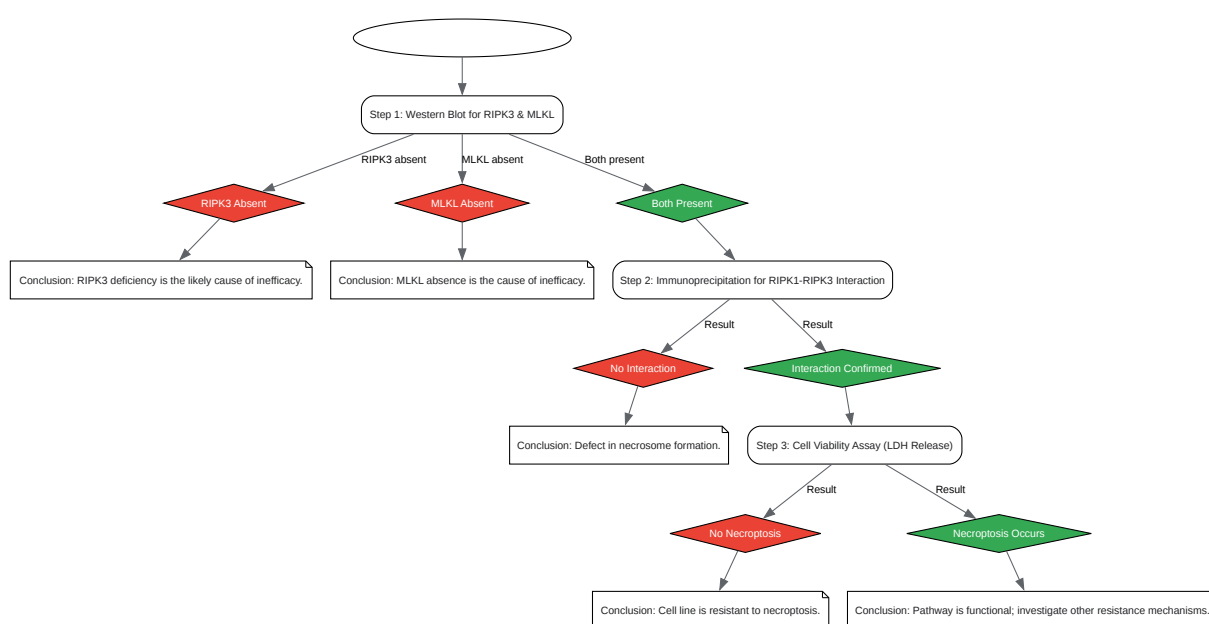 Step 1: Western Blot for RIPK3 & MLKL
RIPK3 absent
MLKL absent
Both present
RIPK3 Absent
MLKL Absent
Both Present
Conclusion: RIPK3 deficiency is the likely cause of inefficacy.
Conclusion: MLKL absence is the cause of inefficacy.
Step 2: Immunoprecipitation for RIPK1-RIPK3 Interaction
Result
Result
No Interaction
Interaction Confirmed
Conclusion: Defect in necrosome formation.
Step 3: Cell Viability Assay (LDH Release)
Result
Result
No Necroptosis
Necroptosis Occurs
Conclusion: Cell line is resistant to necroptosis.
Conclusion: Pathway is functional; investigate other resistance mechanisms.